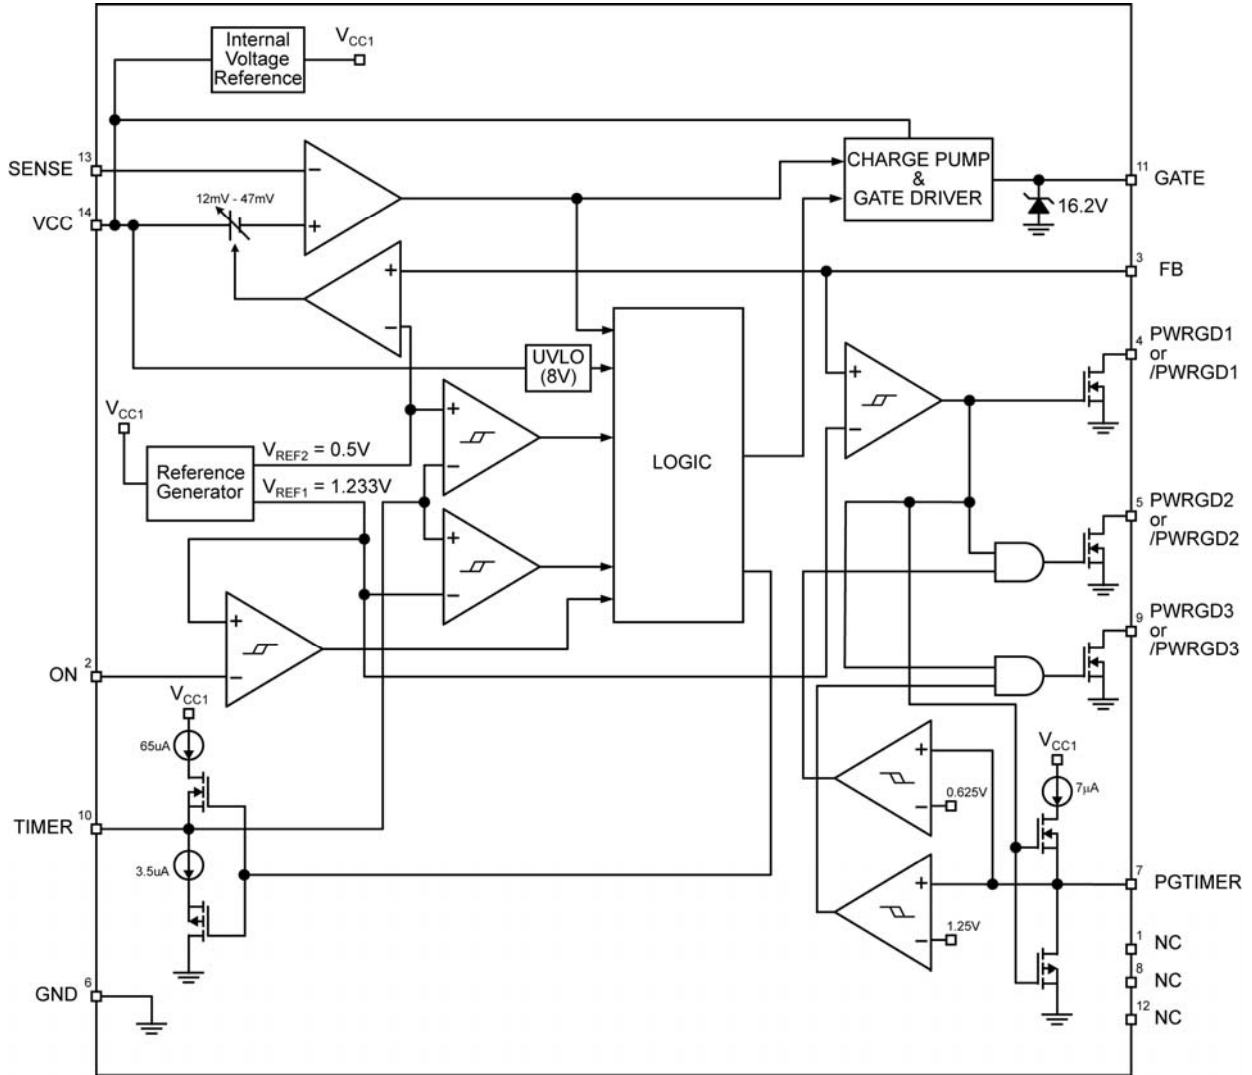 Internal
Voltage
Reference
VCC1
SENSE 13
12mV - 47mV
VCC 14
−
+
CHARGE PUMP
&
GATE DRIVER
11 GATE
16.2V
+
−
3
FB
UVLO
(8V)
LOGIC
+
−
4
PWRGD1
or
/PWRGD1
VCC1
Reference
Generator
VREF2 = 0.5V
VREF1 = 1.233V
+
−
+
−
5
PWRGD2
or
/PWRGD2
+
−
9
PWRGD3
or
/PWRGD3
ON 2
VCC1
65uA
TIMER 10
3.5uA
GND 6
+
−
0.625V
+
−
1.25V
VCC1
7µA
7
PGTIMER
1
NC
8
NC
12
NC